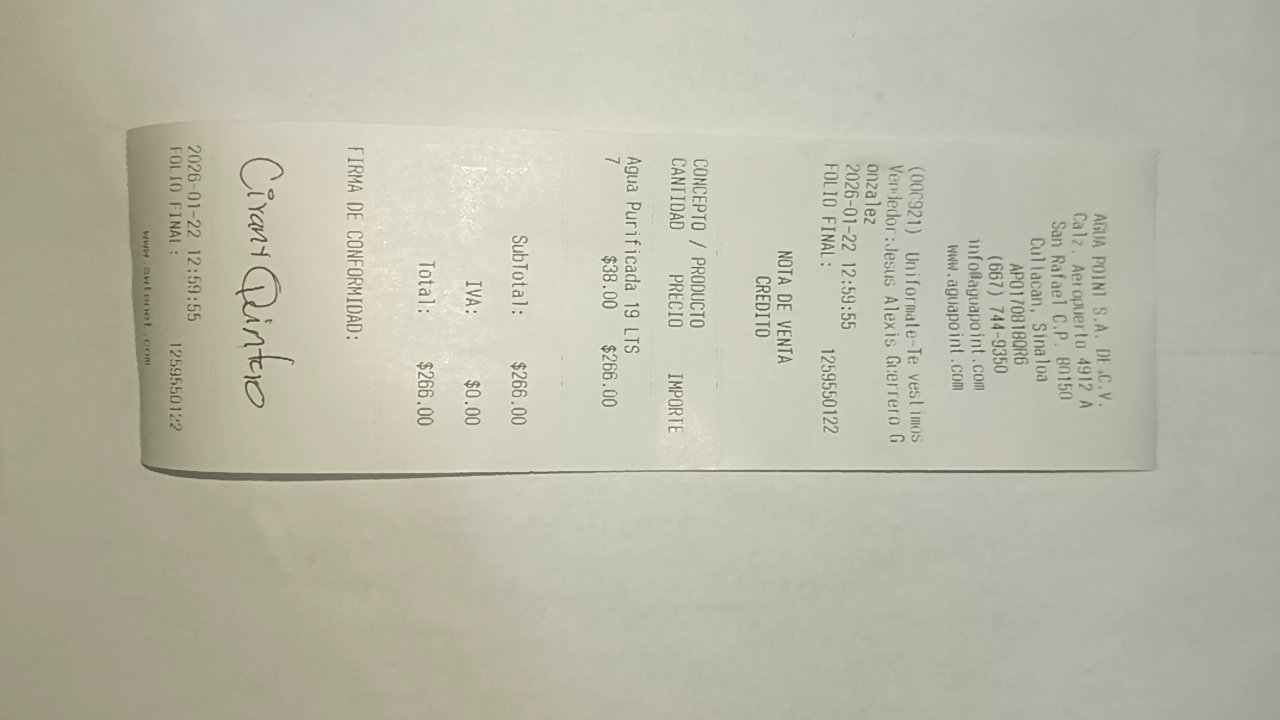 AGUA POINT S.A. DE.C.V.
Calz. Aeropuerto 4912 A
San Rafael C.P. 80150
Culiacan, Sinaloa
APO170818QR6
(667) 744-9350
info@aguapoint.com
www.aguapoint.com
(000921) Uniformate-Te vestimos
Vendedor:Jesus Alexis Guerrero G
onzalez
2026-01-22 12:59:55
FOLIO FINAL: 1259550122
NOTA DE VENTA
CREDITO
CONCEPTO / PRODUCTO
CANTIDAD PRECIO IMPORTE
Agua Purificada 19 LTS
7 $38.00 $266.00
SubTotal: $266.00
IVA: $0.00
Total: $266.00
FIRMA DE CONFORMIDAD:
2026-01-22 12:59:55
FOLIO FINAL: 1259550122